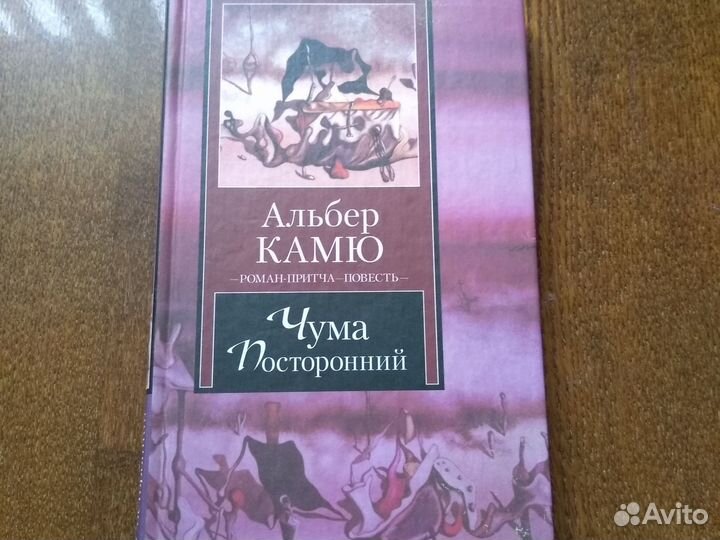 Альбер
КАМЮ
—РОМАН-ПРИТЧА—ПОВЕСТЬ—
Чума
Посторонний
Avito